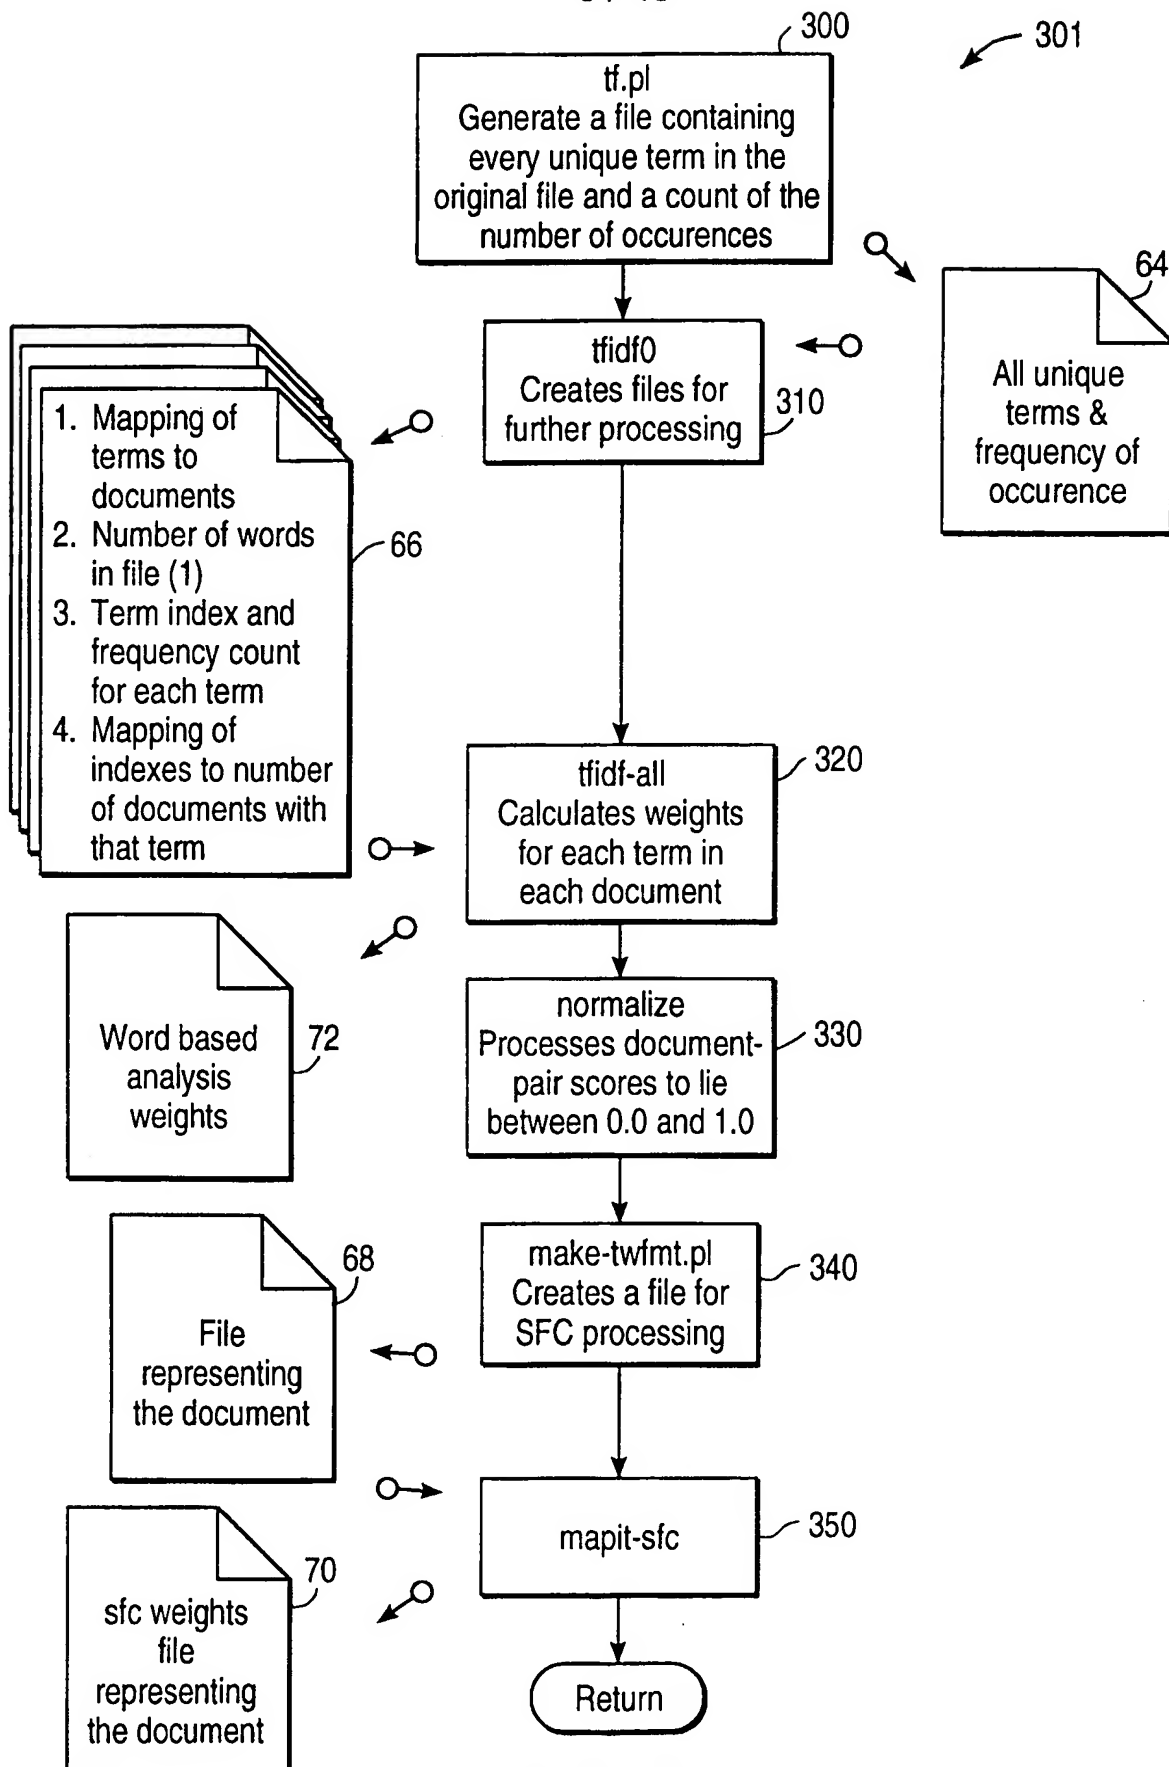 300
301
tf.pl
Generate a file containing
every unique term in the
original file and a count of the
number of occurences
64
All unique
terms &
frequency of
occurence
tfidf0
Creates files for
further processing
310
1. Mapping of
terms to
documents
2. Number of words
in file (1)
3. Term index and
frequency count
for each term
4. Mapping of
indexes to number
of documents with
that term
66
tfidf-all
Calculates weights
for each term in
each document
320
Word based
analysis
weights
72
normalize
Processes document-
pair scores to lie
between 0.0 and 1.0
330
make-twfmt.pl
Creates a file for
SFC processing
340
File
representing
the document
68
mapit-sfc
350
sfc weights
file
representing
the document
70
Return